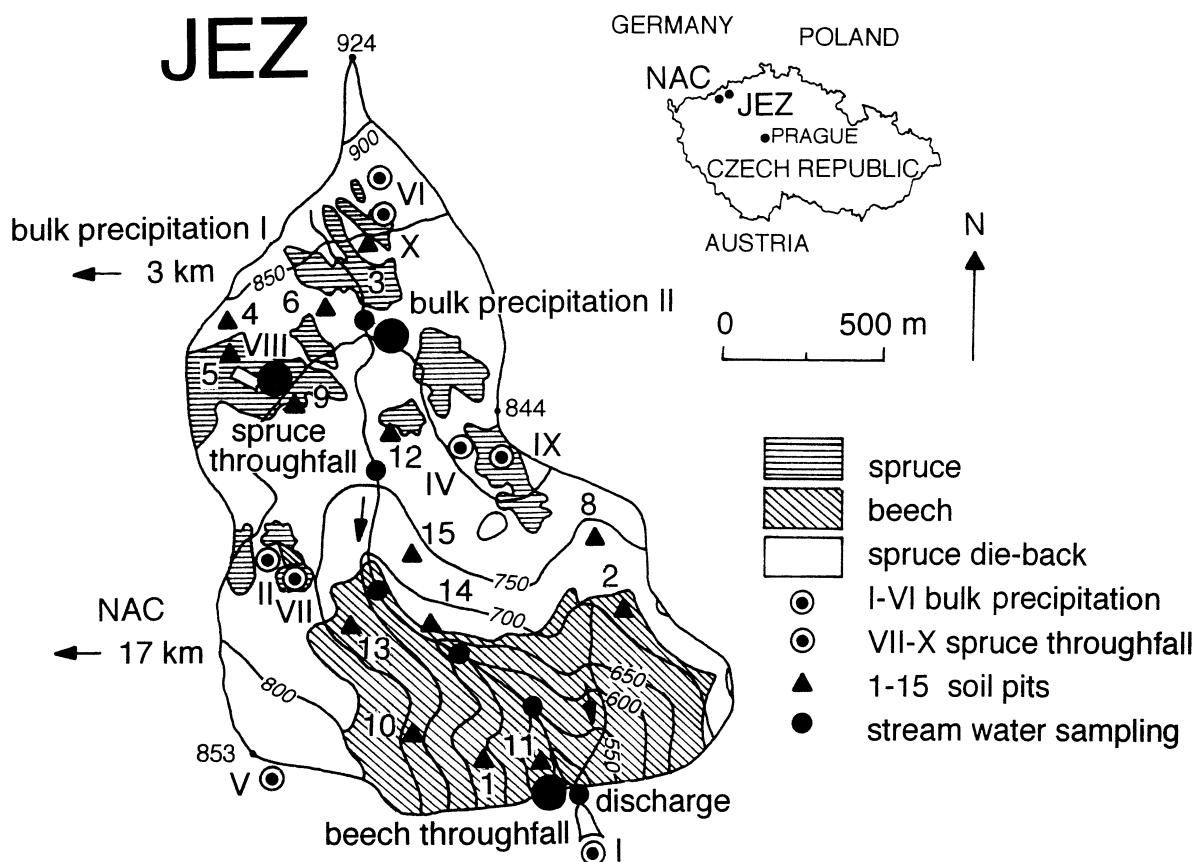 JEZ
924
900
VI
bulk precipitation I
3 km
X
850
3
6
4
bulk precipitation II
VIII
5
9
844
spruce
throughfall
12
IX
IV
8
15
750
2
II
VII
14
700
NAC
17 km
13
650
600
800
10
11
550
853
1
V
discharge
beech throughfall
I
GERMANY
POLAND
NAC
JEZ
PRAGUE
CZECH REPUBLIC
AUSTRIA
N
0 500 m
spruce
beech
spruce die-back
I-VI bulk precipitation
VII-X spruce throughfall
1-15 soil pits
stream water sampling